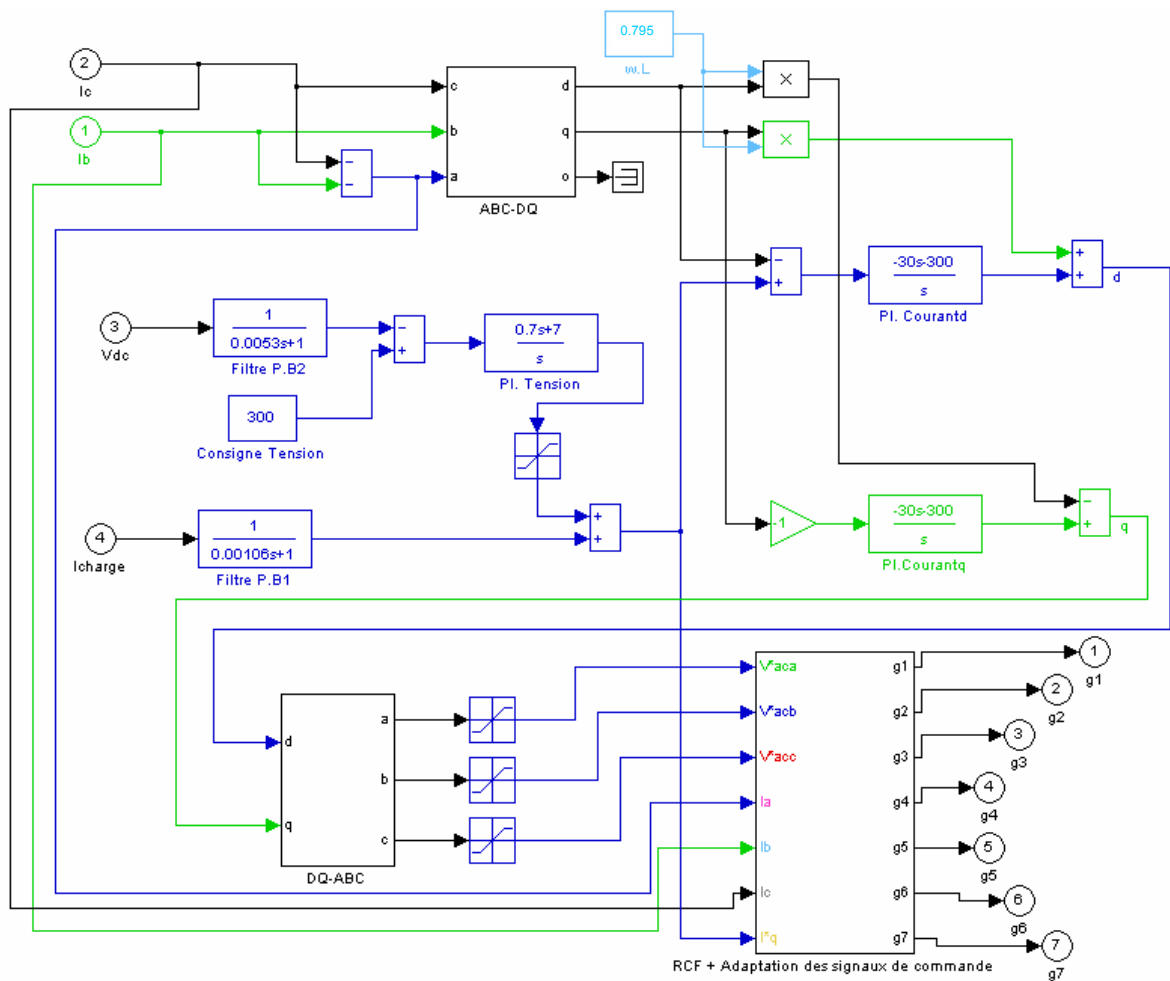 0.795
w.L
2
Ic
1
Ib
c
b
a
d
q
o
ABC-DQ
×
×
−
−
−
+
-30s-300
s
PI. Courantd
+
+
d
3
Vdc
1
0.0053s+1
Filtre P.B2
−
+
0.7s+7
s
PI. Tension
300
Consigne Tension
4
Icharge
1
0.00106s+1
Filtre P.B1
+
+
-1
-30s-300
s
PI.Courantq
−
+
q
d
q
a
b
c
DQ-ABC
V*aca
V*acb
V*acc
Ia
Ib
Ic
I*q
g1
g2
g3
g4
g5
g6
g7
RCF + Adaptation des signaux de commande
1
g1
2
g2
3
g3
4
g4
5
g5
6
g6
7
g7